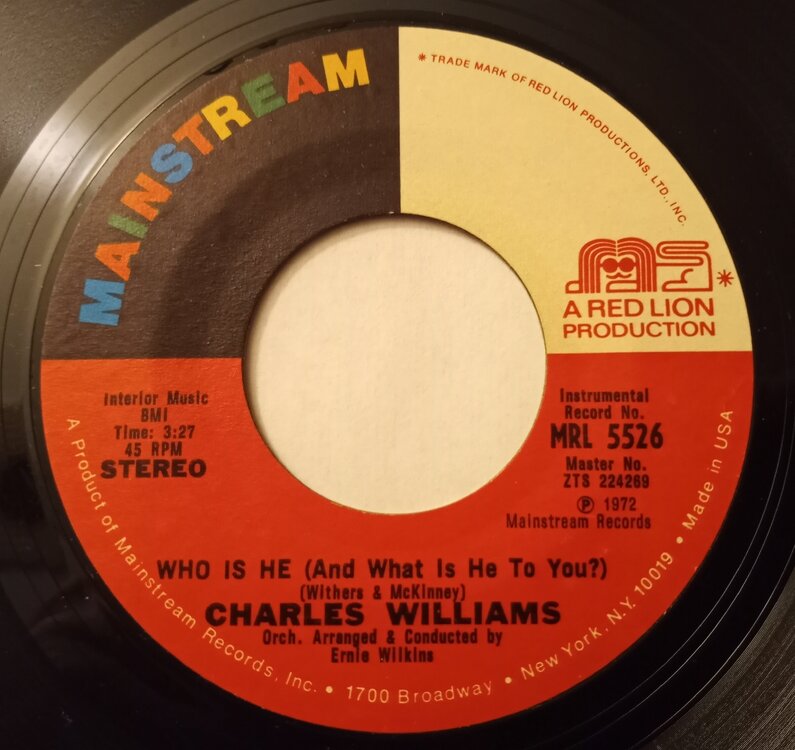 MAINSTREAM
* TRADE MARK OF RED LION PRODUCTIONS, LTD., INC.
ms*
A RED LION
PRODUCTION
Interior Music
BMI
Time: 3:27
45 RPM
STEREO
Instrumental
Record No.
MRL 5526
Master No.
ZTS 224269
℗ 1972
Mainstream Records
WHO IS HE (And What Is He To You?)
(Withers & McKinney)
CHARLES WILLIAMS
Orch. Arranged & Conducted by
Ernie Wilkins
A Product of Mainstream Records, Inc. • 1700 Broadway • New York, N.Y. 10019 • Made in USA